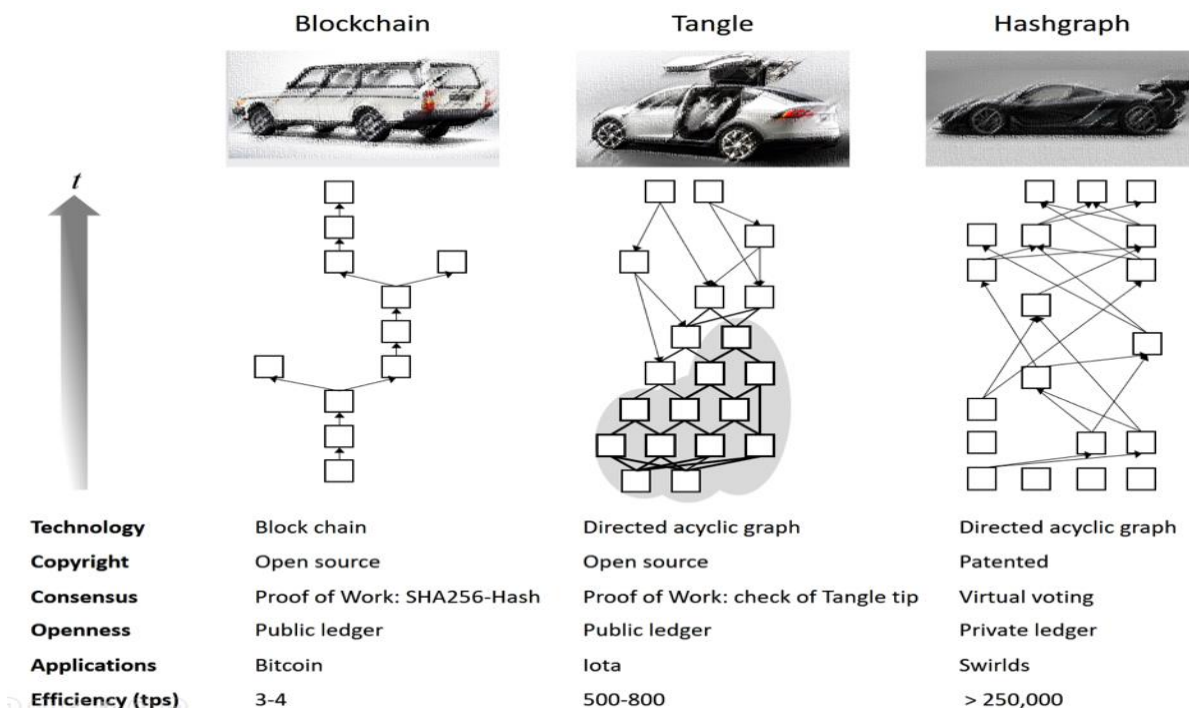 Blockchain Tangle Hashgraph
t
Technology Block chain Directed acyclic graph Directed acyclic graph
Copyright Open source Open source Patented
Consensus Proof of Work: SHA256-Hash Proof of Work: check of Tangle tip Virtual voting
Openness Public ledger Public ledger Private ledger
Applications Bitcoin Iota Swirlds
Efficiency (tps) 3-4 500-800 > 250,000